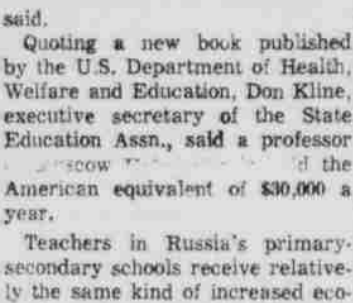 said.
Quoting a new book published
by the U.S. Department of Health,
Welfare and Education, Don Kline,
executive secretary of the State
Education Assn., said a professor
the
American equivalent of $30,000 a
year.
Teachers in Russia's primary-
secondary schools receive relative-
ly the same kind of increased eco-